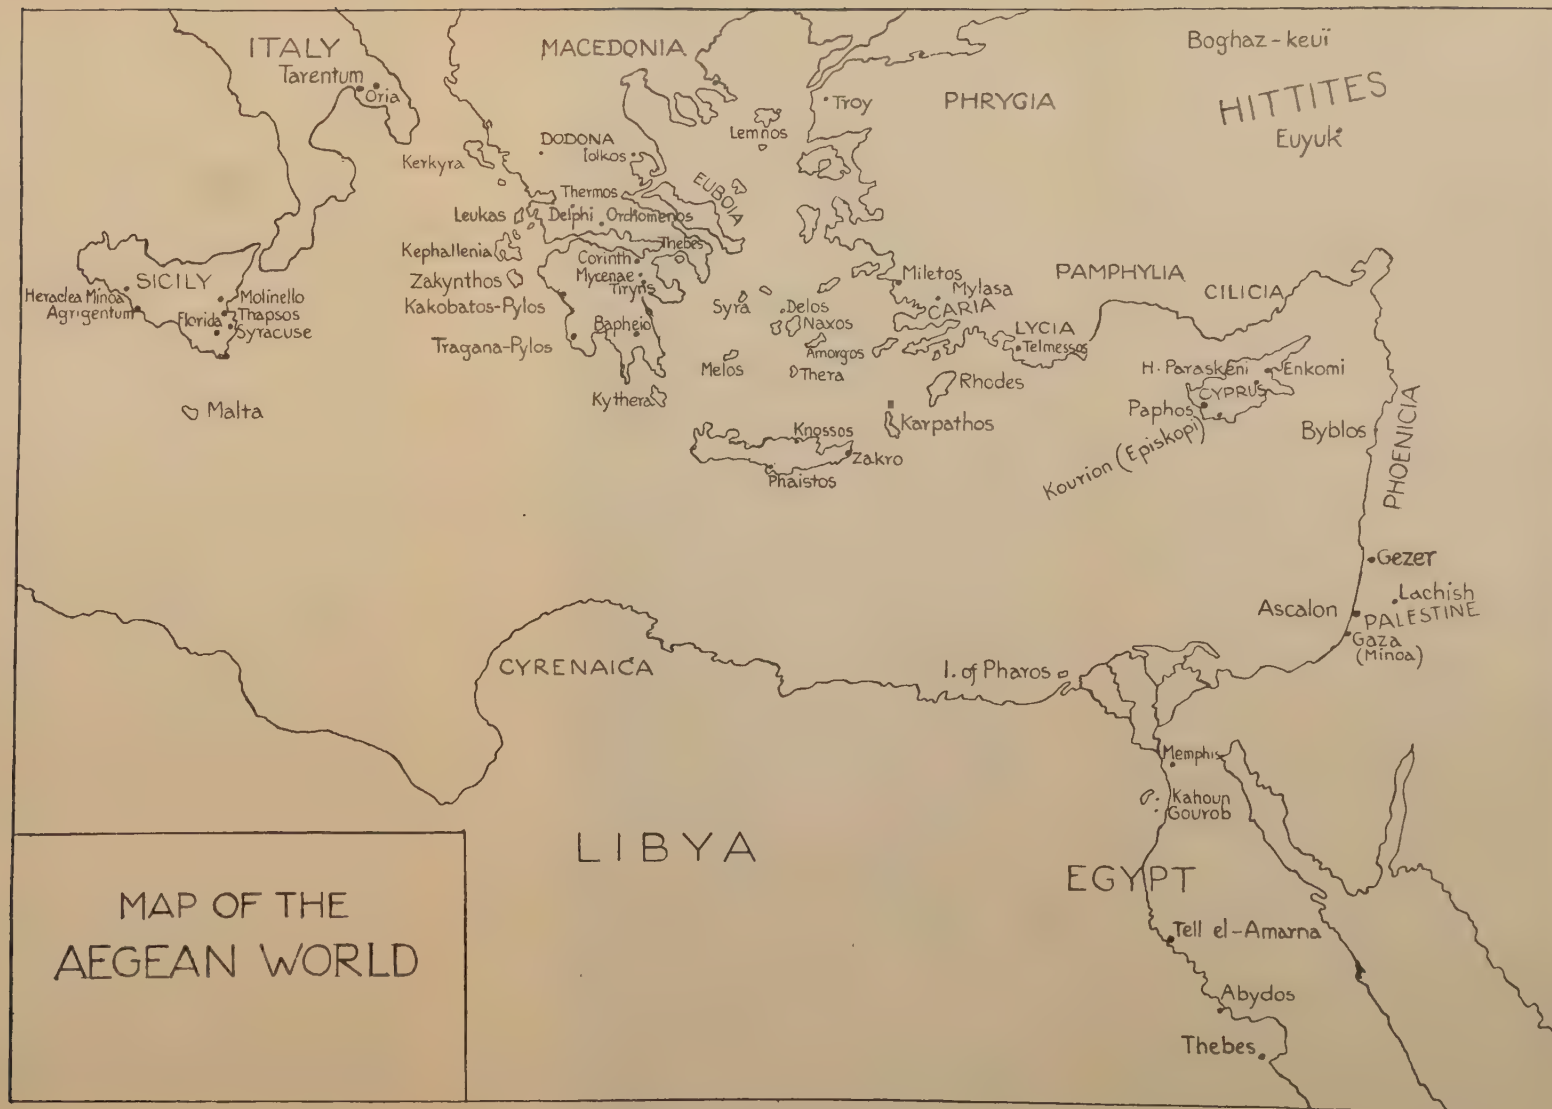 ITALY
Tarentum
Oria
MACEDONIA
Boghaz-keuï
HITTITES
Euyuk
PHRYGIA
Troy
Lemnos
DODONA
Iolkos
Kerkyra
EUBOIA
Thermos
Leukas
Delphi
Orchomenos
Thebes
Kephallenia
Corinth
Mycenae
Tiryns
Zakynthos
Kakobatos-Pylos
Bapheio
Tragana-Pylos
Kythera
SICILY
Heraclea Minoa
Agrigentum
Molinello
Thapsos
Florida
Syracuse
Malta
Syra
Delos
Naxos
Amorgos
Melos
Thera
Miletos
Mylasa
CARIA
PAMPHYLIA
CILICIA
LYCIA
Telmessos
Rhodes
Karpathos
Knossos
Zakro
Phaistos
H. Paraskeni
Enkomi
CYPRUS
Paphos
Kourion (Episkopi)
Byblos
PHOENICIA
Gezer
Lachish
Ascalon
PALESTINE
Gaza
(Minoa)
CYRENAICA
I. of Pharos
Memphis
Kahoun
Gourob
LIBYA
EGYPT
Tell el-Amarna
Abydos
Thebes
MAP OF THE
AEGEAN WORLD